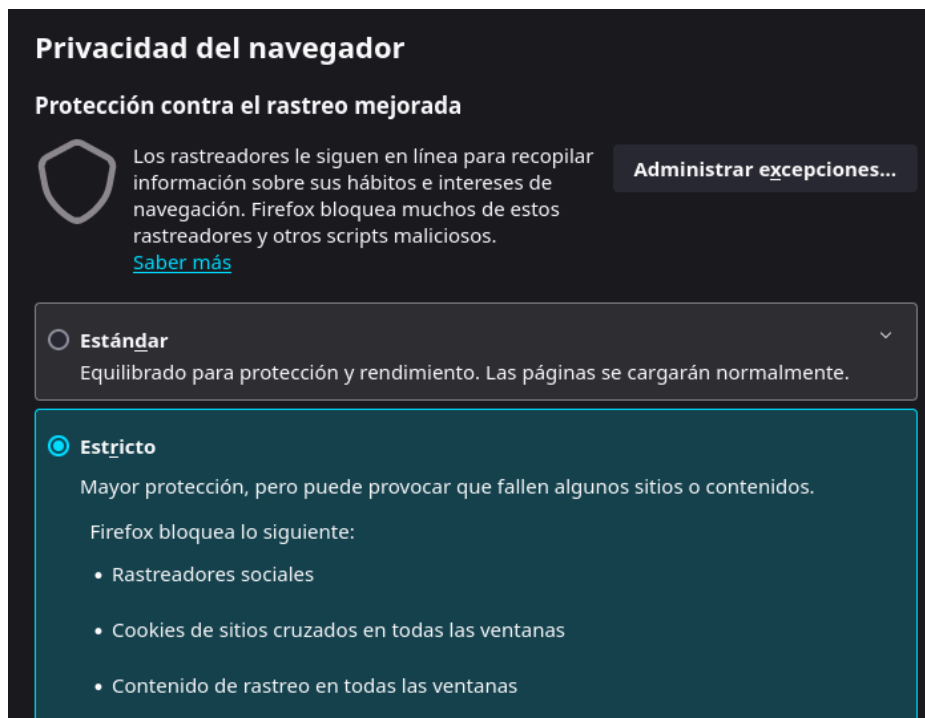 Privacidad del navegador
Protección contra el rastreo mejorada
Los rastreadores le siguen en línea para recopilar
información sobre sus hábitos e intereses de
navegación. Firefox bloquea muchos de estos
rastreadores y otros scripts maliciosos.
Saber más
Administrar excepciones...
Estándar
Equilibrado para protección y rendimiento. Las páginas se cargarán normalmente.
Estricto
Mayor protección, pero puede provocar que fallen algunos sitios o contenidos.
Firefox bloquea lo siguiente:
• Rastreadores sociales
• Cookies de sitios cruzados en todas las ventanas
• Contenido de rastreo en todas las ventanas